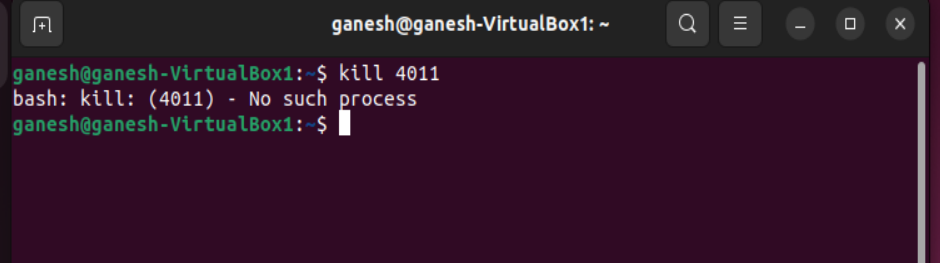 ganesh@ganesh-VirtualBox1: ~
ganesh@ganesh-VirtualBox1:~$ kill 4011
bash: kill: (4011) - No such process
ganesh@ganesh-VirtualBox1:~$